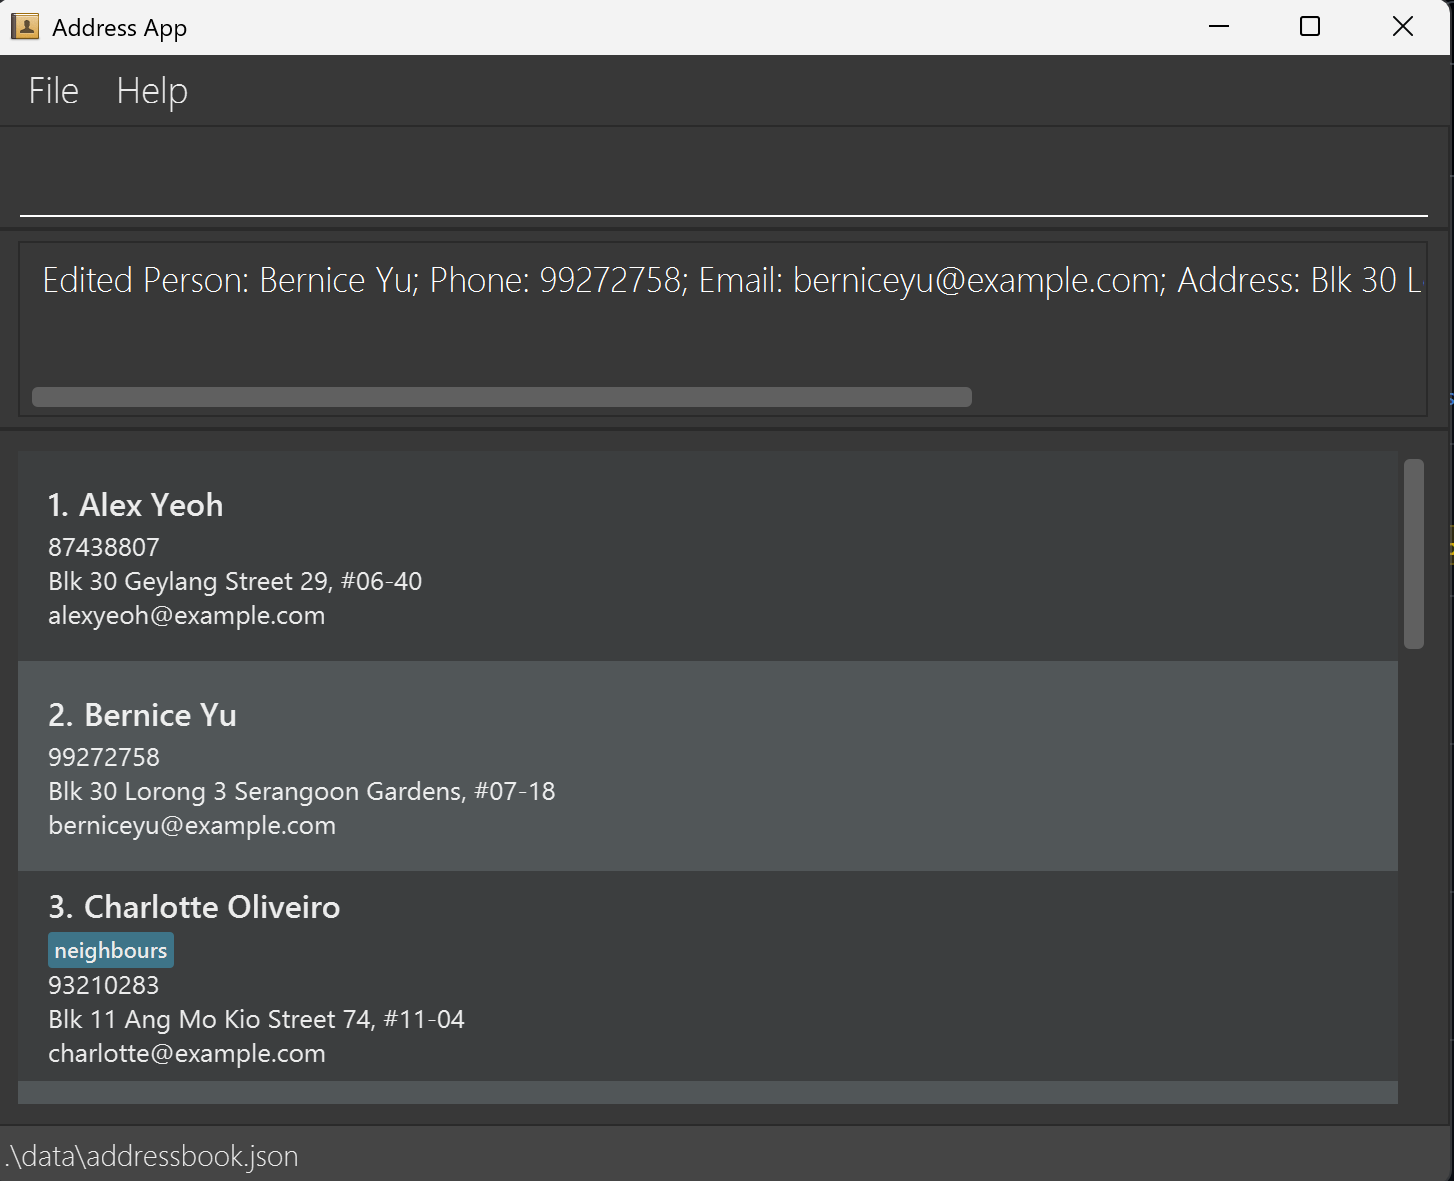 Address App
File Help
Edited Person: Bernice Yu; Phone: 99272758; Email: berniceyu@example.com; Address: Blk 30 L
1. Alex Yeoh
87438807
Blk 30 Geylang Street 29, #06-40
alexyeoh@example.com
2. Bernice Yu
99272758
Blk 30 Lorong 3 Serangoon Gardens, #07-18
berniceyu@example.com
3. Charlotte Oliveiro
neighbours
93210283
Blk 11 Ang Mo Kio Street 74, #11-04
charlotte@example.com
.\data\addressbook.json